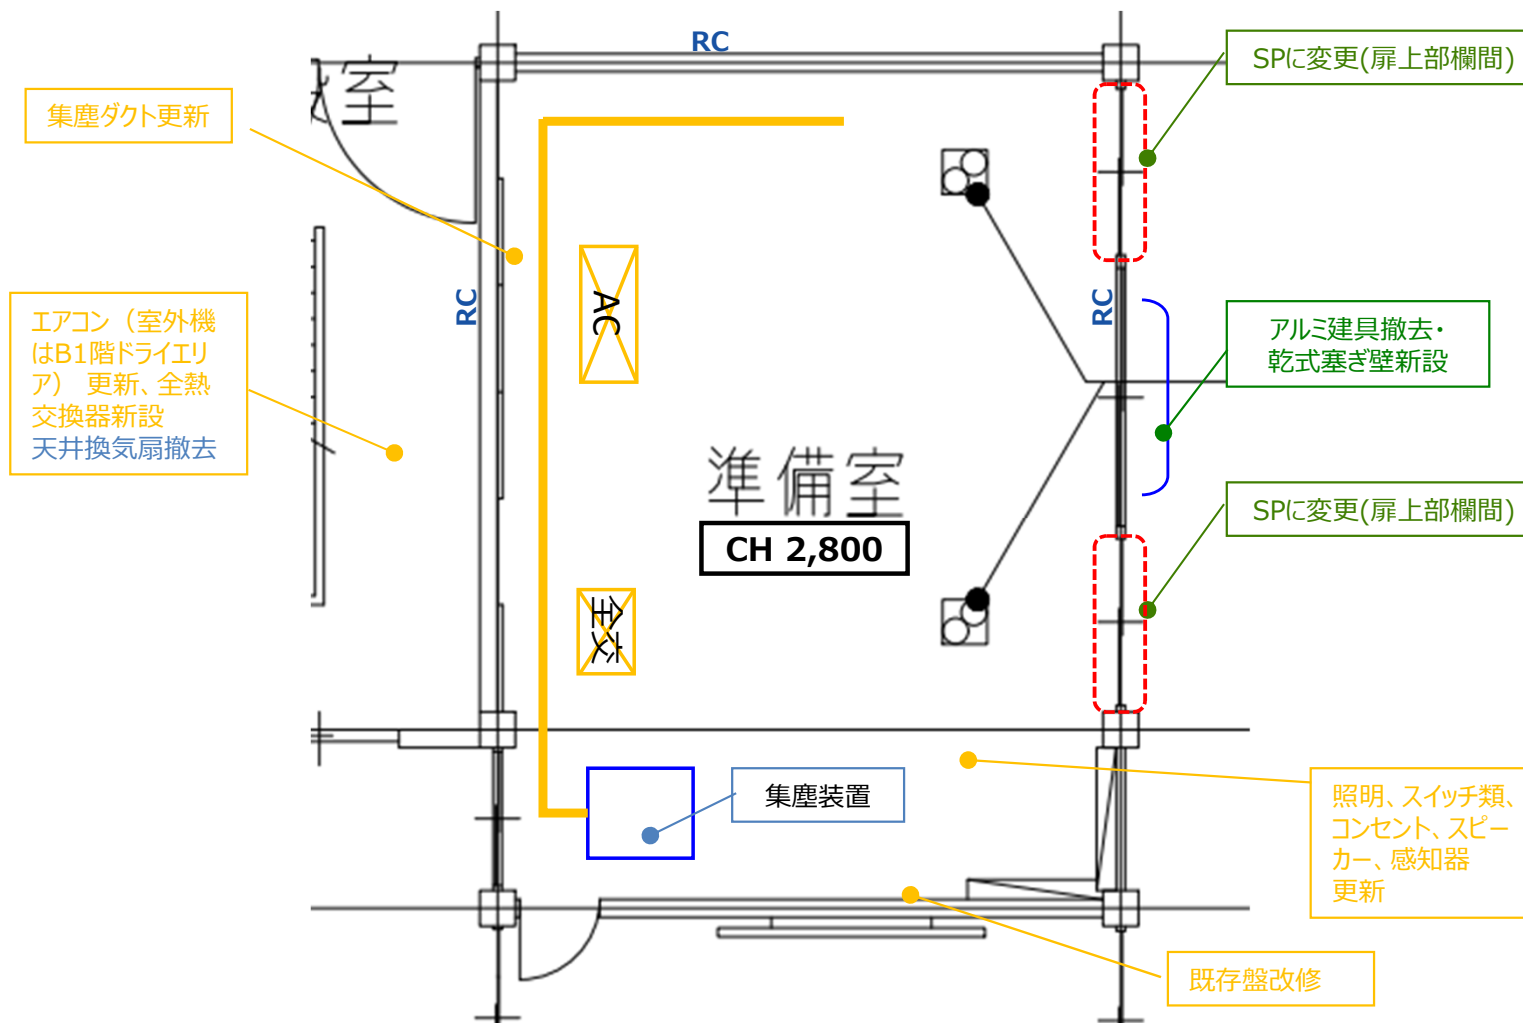 RC
SPに変更(扉上部欄間)
室
集塵ダクト更新
RC
RC
AC
エアコン（室外機
はB1階ドライエリ
ア） 更新、全熱
交換器新設
天井換気扇撤去
アルミ建具撤去・
乾式塞ぎ壁新設
準備室
CH 2,800
SPに変更(扉上部欄間)
全交
集塵装置
照明、スイッチ類、
コンセント、スピー
カー、感知器
更新
既存盤改修